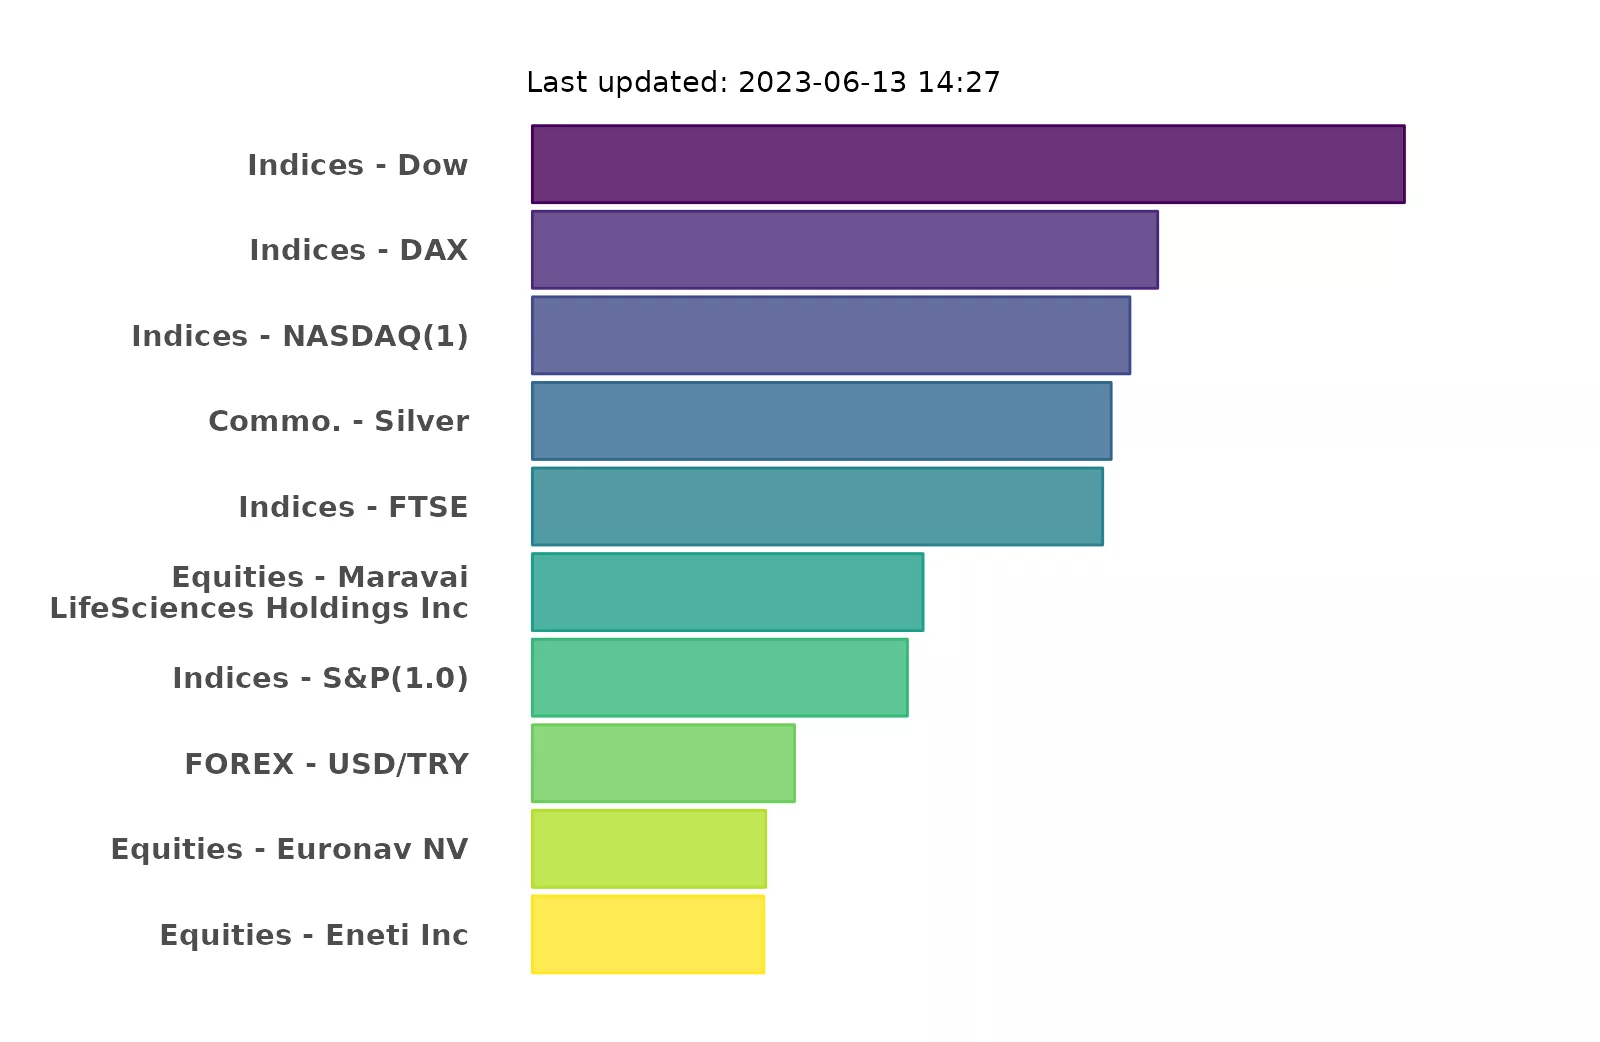 Last updated: 2023-06-13 14:27
Indices - Dow
Indices - DAX
Indices - NASDAQ(1)
Commo. - Silver
Indices - FTSE
Equities - Maravai
LifeSciences Holdings Inc
Indices - S&P(1.0)
FOREX - USD/TRY
Equities - Euronav NV
Equities - Eneti Inc